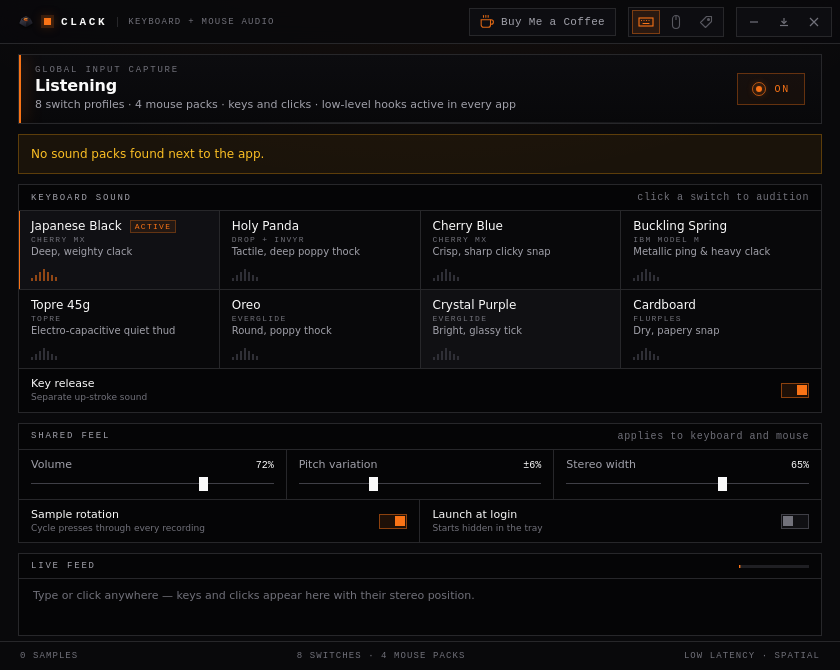 CLACK | KEYBOARD + MOUSE AUDIO
Buy Me a Coffee
GLOBAL INPUT CAPTURE
Listening
8 switch profiles · 4 mouse packs · keys and clicks · low-level hooks active in every app
ON
No sound packs found next to the app.
KEYBOARD SOUND
click a switch to audition
Japanese Black ACTIVE
CHERRY MX
Deep, weighty clack
Holy Panda
DROP + INVYR
Tactile, deep poppy thock
Cherry Blue
CHERRY MX
Crisp, sharp clicky snap
Buckling Spring
IBM MODEL M
Metallic ping & heavy clack
Topre 45g
TOPRE
Electro-capacitive quiet thud
Oreo
EVERGLIDE
Round, poppy thock
Crystal Purple
EVERGLIDE
Bright, glassy tick
Cardboard
FLURPLES
Dry, papery snap
Key release
Separate up-stroke sound
SHARED FEEL
applies to keyboard and mouse
Volume 72%
Pitch variation ±6%
Stereo width 65%
Sample rotation
Cycle presses through every recording
Launch at login
Starts hidden in the tray
LIVE FEED
Type or click anywhere — keys and clicks appear here with their stereo position.
0 SAMPLES
8 SWITCHES · 4 MOUSE PACKS
LOW LATENCY · SPATIAL